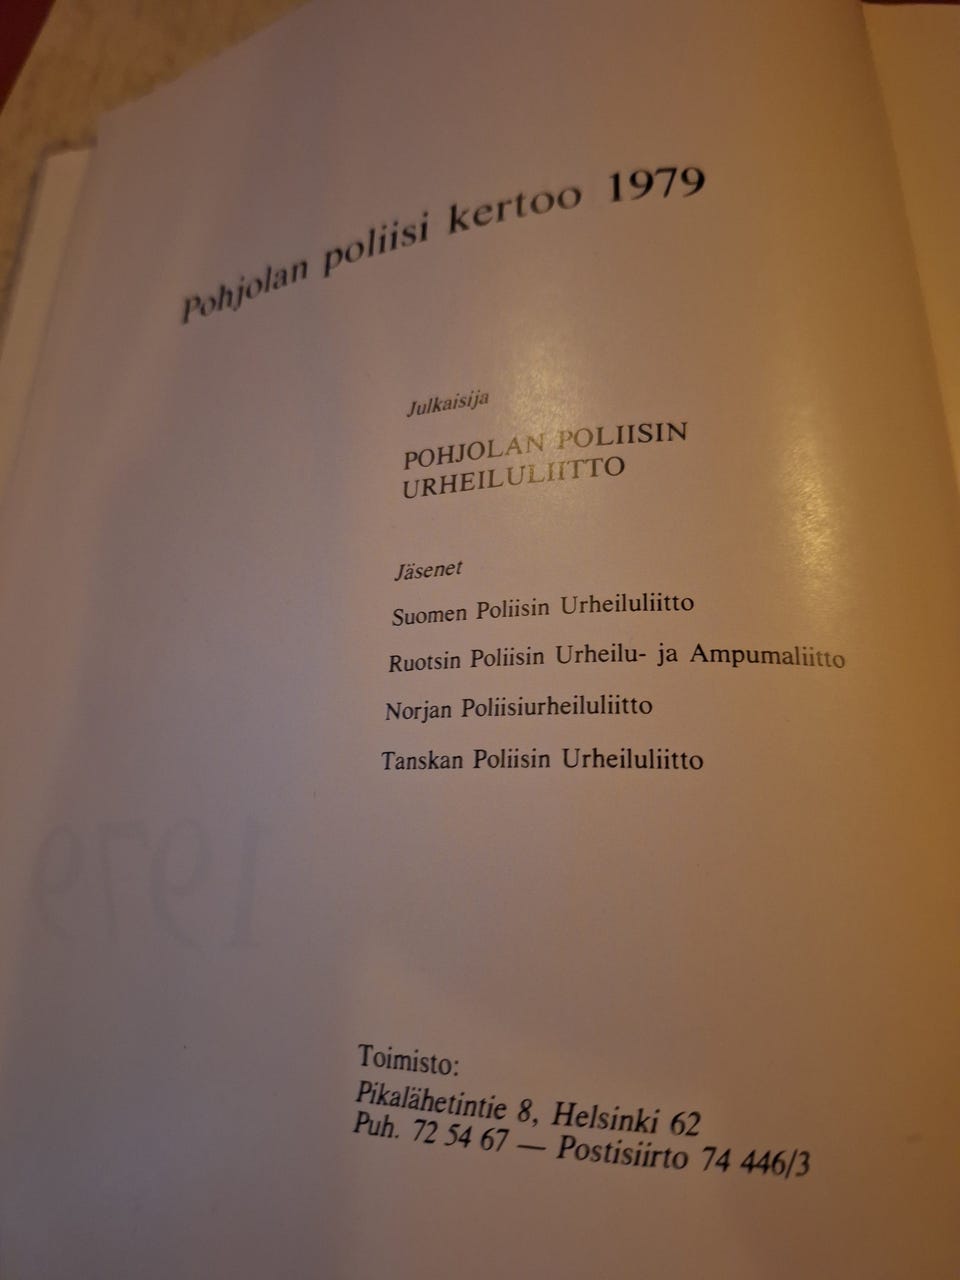 Pohjolan poliisi kertoo 1979
Julkaisija
POHJOLAN POLIISIN
URHEILULIITTO
Jäsenet
Suomen Poliisin Urheiluliitto
Ruotsin Poliisin Urheilu- ja Ampumaliitto
Norjan Poliisiurheiluliitto
Tanskan Poliisin Urheiluliitto
1979
Toimisto:
Pikalähetintie 8, Helsinki 62
Puh. 72 54 67 — Postisiirto 74 446/3